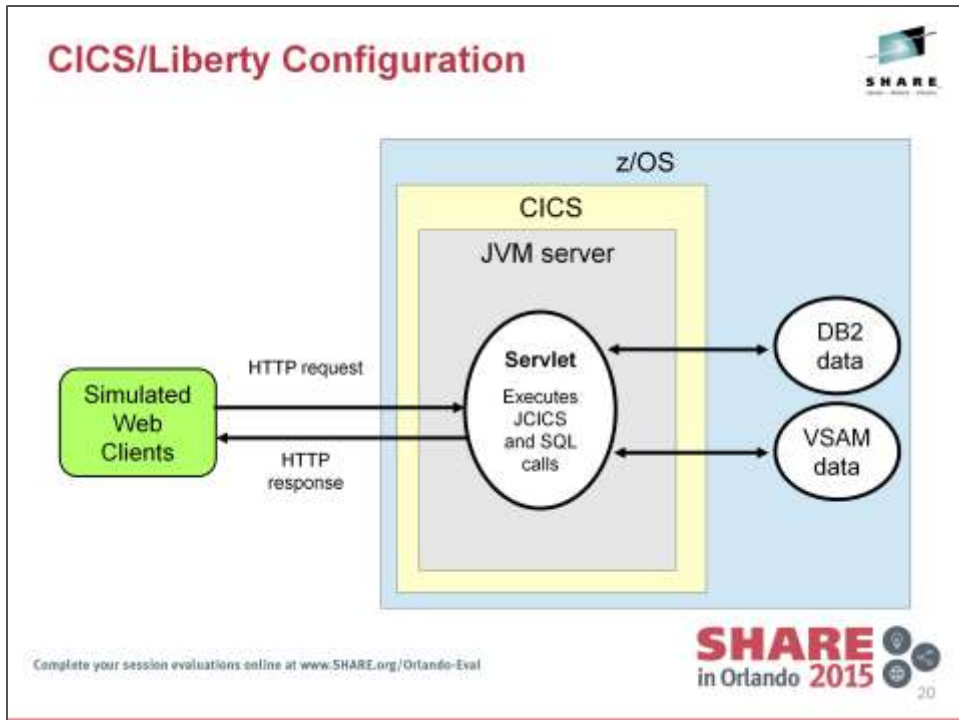 CICS/Liberty Configuration
SHARE
z/OS
CICS
JVM server
Servlet
Executes
JCICS
and SQL
calls
DB2
data
VSAM
data
HTTP request
Simulated
Web
Clients
HTTP
response
Complete your session evaluations online at www.SHARE.org/Orlando-Eval
SHARE
in Orlando 2015
20